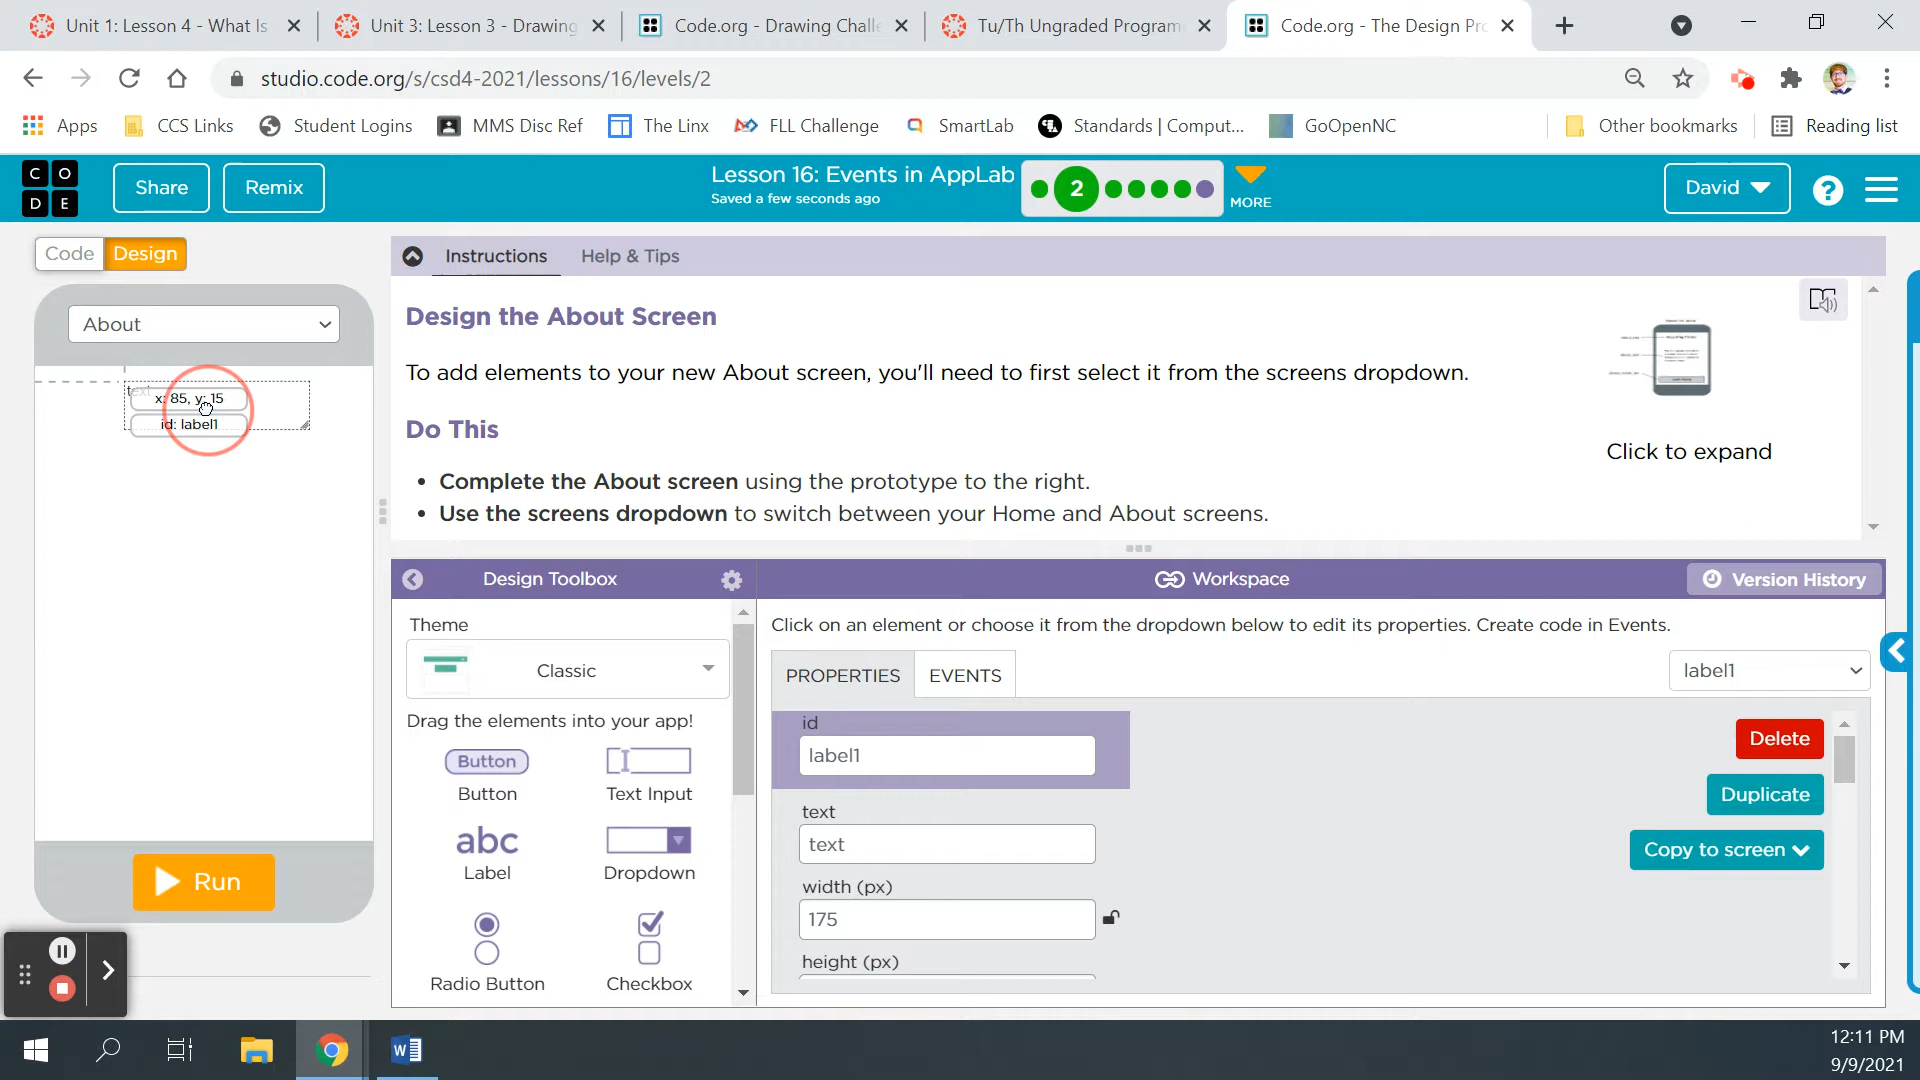 Unit 1: Lesson 4 - What Is
Unit 3: Lesson 3 - Drawing
Code.org - Drawing Challe
Tu/Th Ungraded Program
Code.org - The Design Pro
studio.code.org/s/csd4-2021/lessons/16/levels/2
Apps
CCS Links
Student Logins
MMS Disc Ref
The Linx
FLL Challenge
SmartLab
Standards | Comput...
GoOpenNC
Other bookmarks
Reading list
C O
D E
Share
Remix
Lesson 16: Events in AppLab
Saved a few seconds ago
2
MORE
David
?
Code
Design
Instructions
Help & Tips
About
text
x: 85, y: 15
id: label1
Run
Design the About Screen
To add elements to your new About screen, you'll need to first select it from the screens dropdown.
Do This
• Complete the About screen using the prototype to the right.
• Use the screens dropdown to switch between your Home and About screens.
Click to expand
Design Toolbox
Workspace
Version History
Theme
Classic
Drag the elements into your app!
Button
Button
Text Input
abc
Label
Dropdown
Radio Button
Checkbox
Click on an element or choose it from the dropdown below to edit its properties. Create code in Events.
PROPERTIES
EVENTS
label1
id
label1
text
text
width (px)
175
height (px)
Delete
Duplicate
Copy to screen
W
12:11 PM
9/9/2021